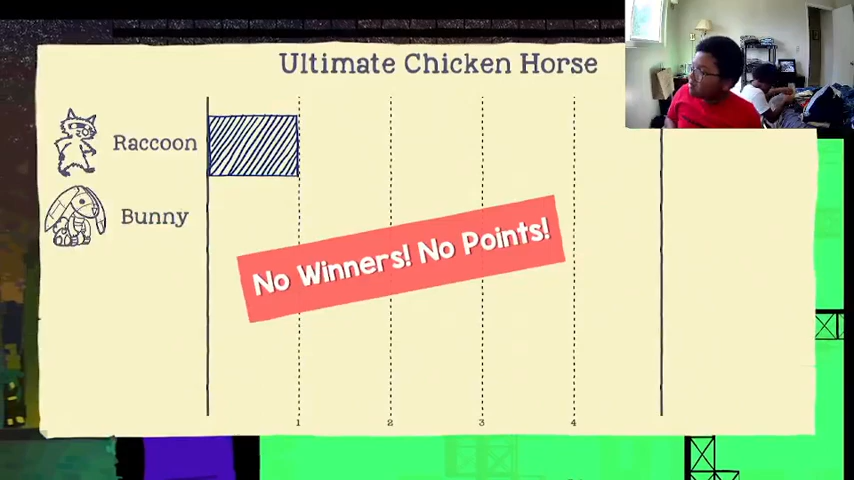 Ultimate Chicken Horse
Raccoon
Bunny
No Winners! No Points!
1 2 3 4